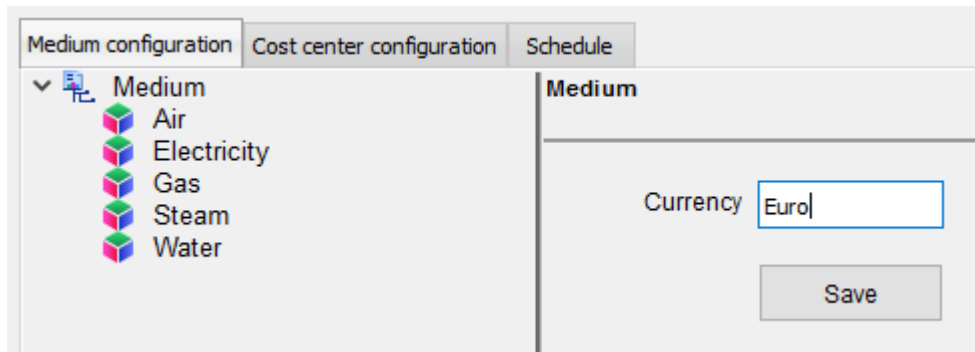 Medium configuration Cost center configuration Schedule
Medium
Air
Electricity
Gas
Steam
Water
Medium
Currency Euro
Save